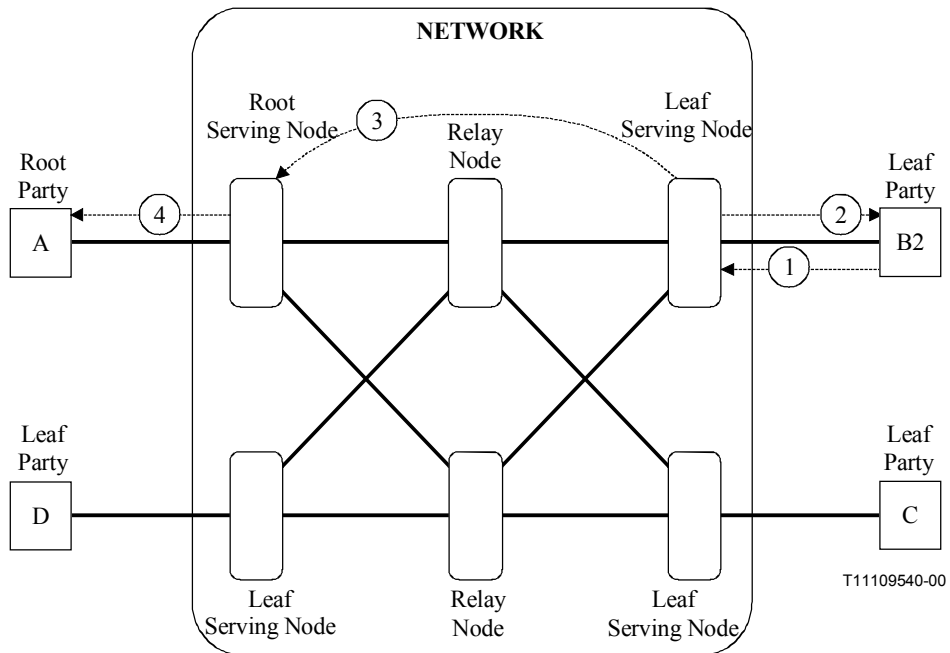 NETWORK
Root
Serving Node
3
Leaf
Serving Node
Relay
Node
Root
Party
Leaf
Party
A
4
2
B2
1
Leaf
Party
Leaf
Party
D
C
T11109540-00
Leaf
Serving Node
Relay
Node
Leaf
Serving Node